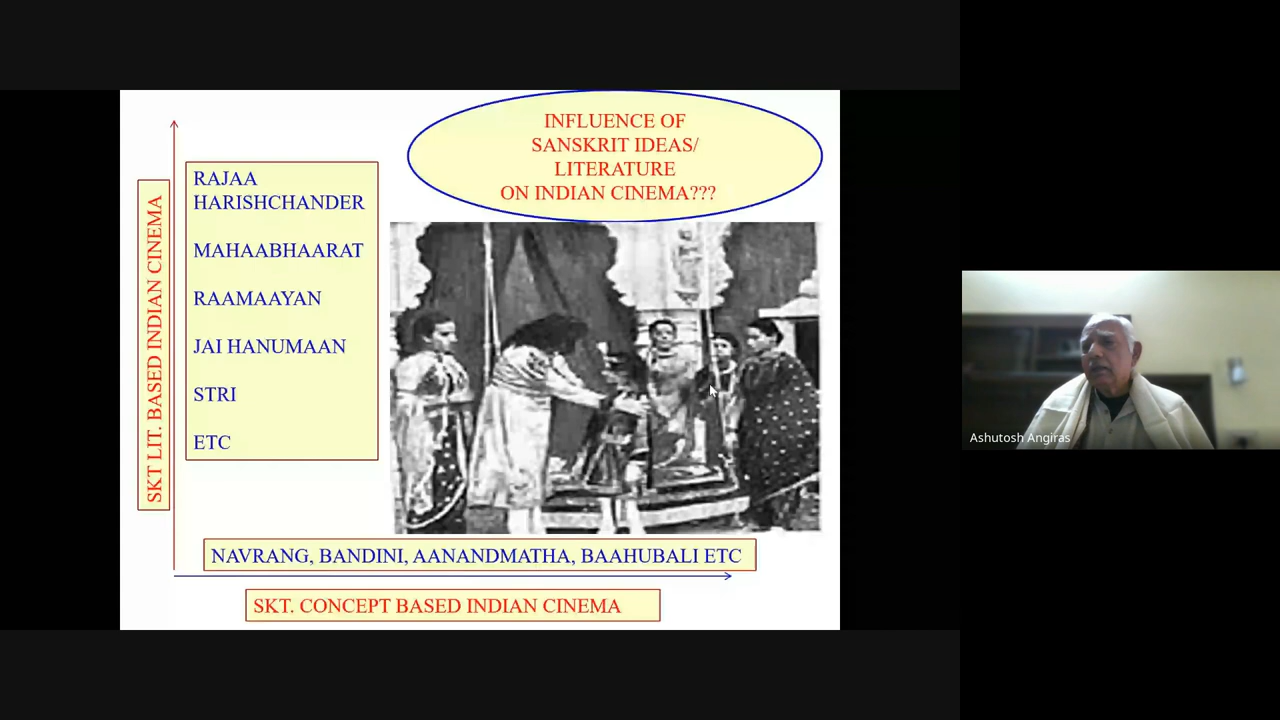 INFLUENCE OF
SANSKRIT IDEAS/
LITERATURE
ON INDIAN CINEMA???
SKT LIT. BASED INDIAN CINEMA
RAJAA
HARISHCHANDER
MAHAABHAARAT
RAAMAAYAN
JAI HANUMAAN
STRI
ETC
NAVRANG, BANDINI, AANANDMATHA, BAAHUBALI ETC
SKT. CONCEPT BASED INDIAN CINEMA
Ashutosh Angiras